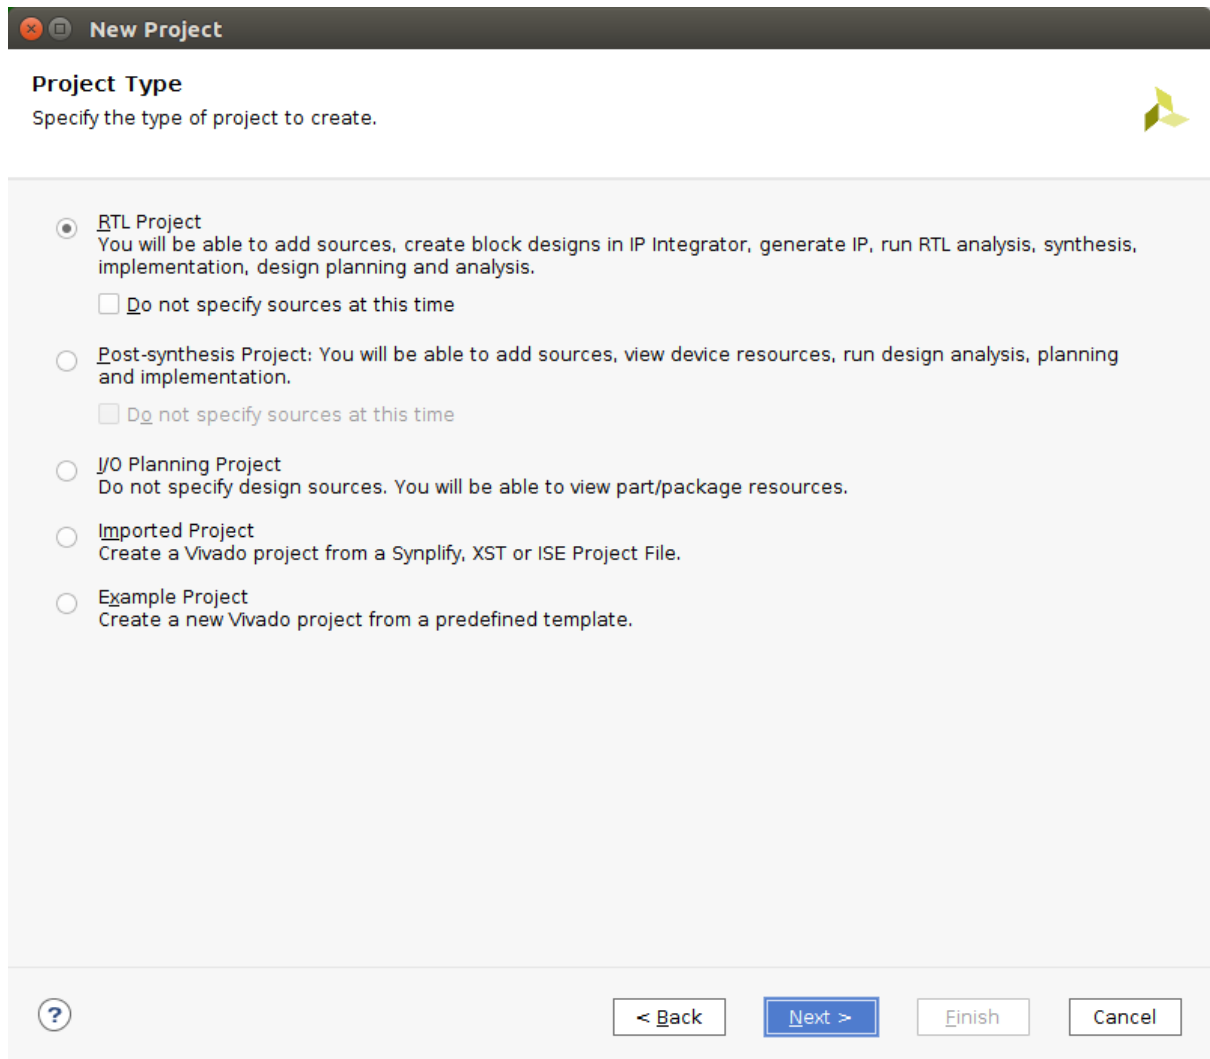 New Project
Project Type
Specify the type of project to create.
RTL Project
You will be able to add sources, create block designs in IP Integrator, generate IP, run RTL analysis, synthesis,
implementation, design planning and analysis.
Do not specify sources at this time
Post-synthesis Project: You will be able to add sources, view device resources, run design analysis, planning
and implementation.
Do not specify sources at this time
I/O Planning Project
Do not specify design sources. You will be able to view part/package resources.
Imported Project
Create a Vivado project from a Synplify, XST or ISE Project File.
Example Project
Create a new Vivado project from a predefined template.
? < Back Next > Finish Cancel